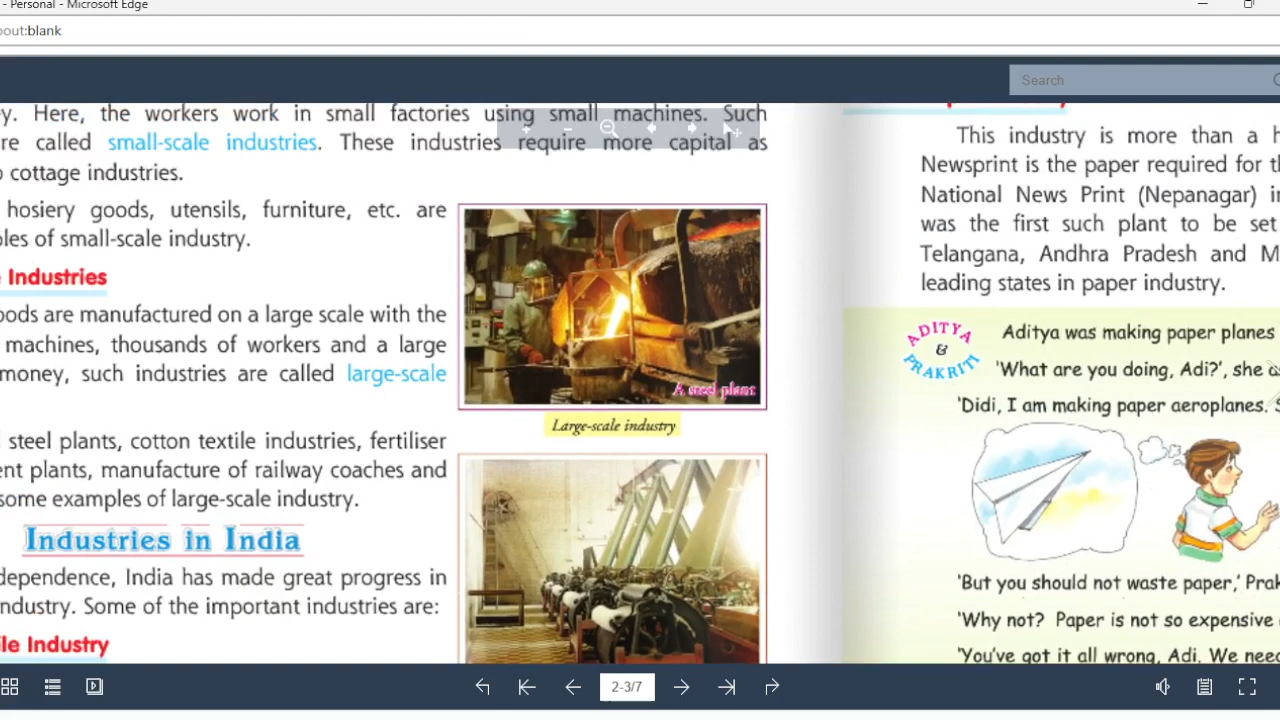 - Personal - Microsoft Edge
out:blank
Search
y. Here, the workers work in small factories using small machines. Such
re called small-scale industries. These industries require more capital as
cottage industries.
hosiery goods, utensils, furniture, etc. are
les of small-scale industry.
Industries
oods are manufactured on a large scale with the
machines, thousands of workers and a large
money, such industries are called large-scale
steel plants, cotton textile industries, fertiliser
ent plants, manufacture of railway coaches and
some examples of large-scale industry.
Industries in India
dependence, India has made great progress in
ndustry. Some of the important industries are:
ile Industry
A steel plant
Large-scale industry
This industry is more than a h
Newsprint is the paper required for th
National News Print (Nepanagar) in
was the first such plant to be set
Telangana, Andhra Pradesh and M
leading states in paper industry.
ADITYA
&
PRAKRITI
Aditya was making paper planes
'What are you doing, Adi?', she
'Didi, I am making paper aeroplanes. S
'But you should not waste paper,' Prak
'Why not? Paper is not so expensive
'You've got it all wrong, Adi. We need
2-3/7